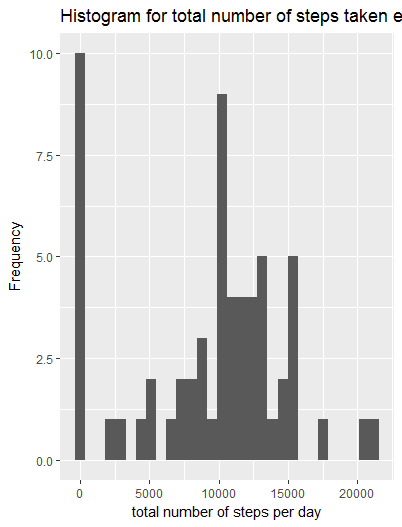 Histogram for total number of steps taken e
10.0
7.5
5.0
2.5
0.0
Frequency
0 5000 10000 15000 20000
total number of steps per day